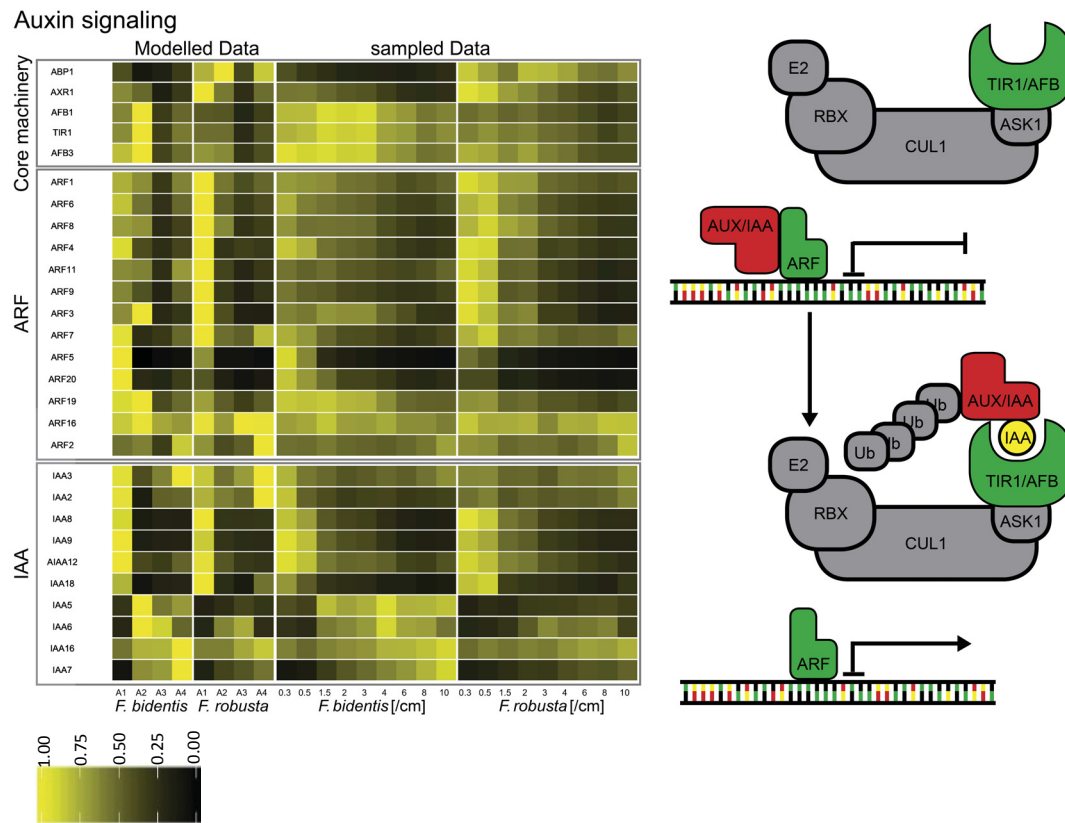 Auxin signaling
Modelled Data
sampled Data
Core machinery
ABP1
AXR1
AFB1
TIR1
AFB3
ARF
ARF1
ARF6
ARF8
ARF4
ARF11
ARF9
ARF3
ARF7
ARF5
ARF20
ARF19
ARF16
ARF2
IAA
IAA3
IAA2
IAA8
IAA9
AIAA12
IAA18
IAA5
IAA6
IAA16
IAA7
A1 A2 A3 A4 A1 A2 A3 A4 0.3 0.5 1.5 2 3 4 6 8 10 0.3 0.5 1.5 2 3 4 6 8 10
F. bidentis F. robusta F. bidentis [/cm] F. robusta [/cm]
1.00 0.75 0.50 0.25 0.00
E2
RBX
CUL1
ASK1
TIR1/AFB
AUX/IAA
ARF
AUX/IAA
IAA
Ub
Ub
Ub
Ub
E2
RBX
CUL1
ASK1
TIR1/AFB
ARF